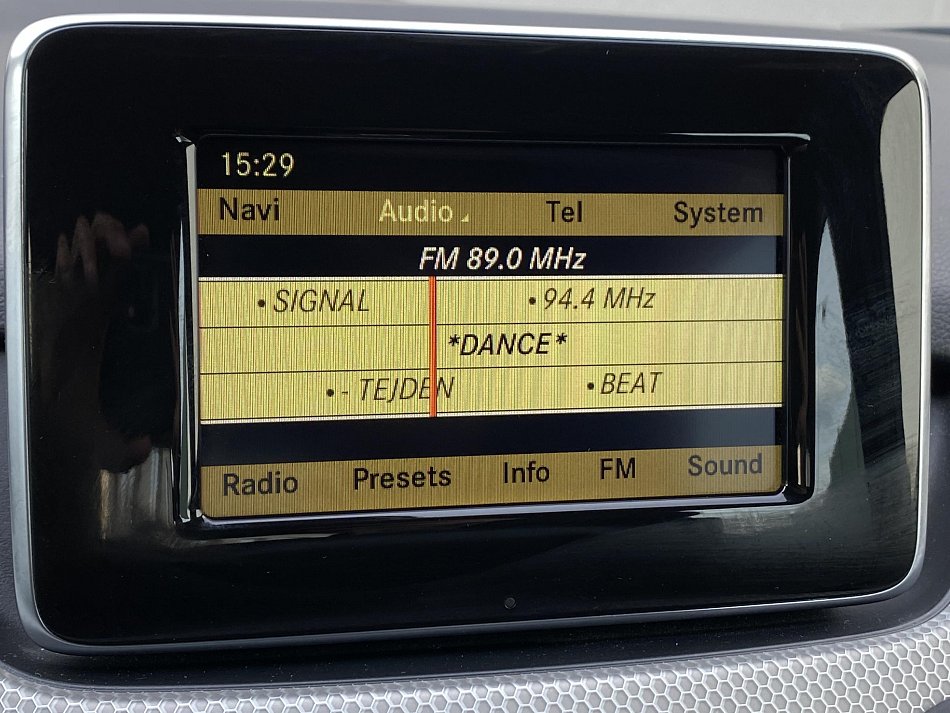 15:29
Navi Audio Tel System
FM 89.0 MHz
• SIGNAL • 94.4 MHz
*DANCE*
• - TEJDEN • BEAT
Radio Presets Info FM Sound